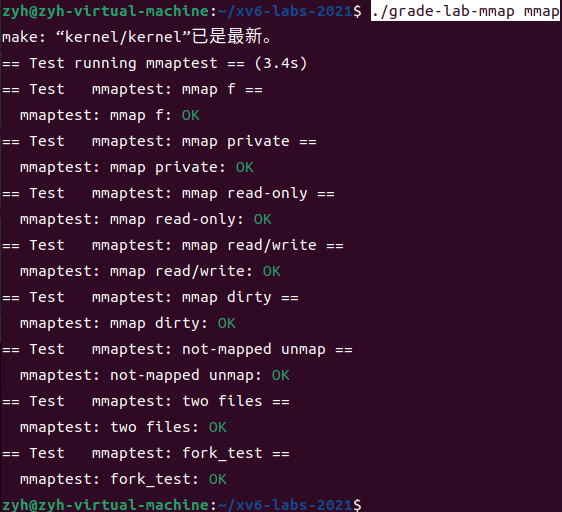 zyh@zyh-virtual-machine:~/xv6-labs-2021$ ./grade-lab-mmap mmap
make: “kernel/kernel”已是最新。
== Test running mmaptest == (3.4s)
== Test   mmaptest: mmap f ==
  mmaptest: mmap f: OK
== Test   mmaptest: mmap private ==
  mmaptest: mmap private: OK
== Test   mmaptest: mmap read-only ==
  mmaptest: mmap read-only: OK
== Test   mmaptest: mmap read/write ==
  mmaptest: mmap read/write: OK
== Test   mmaptest: mmap dirty ==
  mmaptest: mmap dirty: OK
== Test   mmaptest: not-mapped unmap ==
  mmaptest: not-mapped unmap: OK
== Test   mmaptest: two files ==
  mmaptest: two files: OK
== Test   mmaptest: fork_test ==
  mmaptest: fork_test: OK
zyh@zyh-virtual-machine:~/xv6-labs-2021$